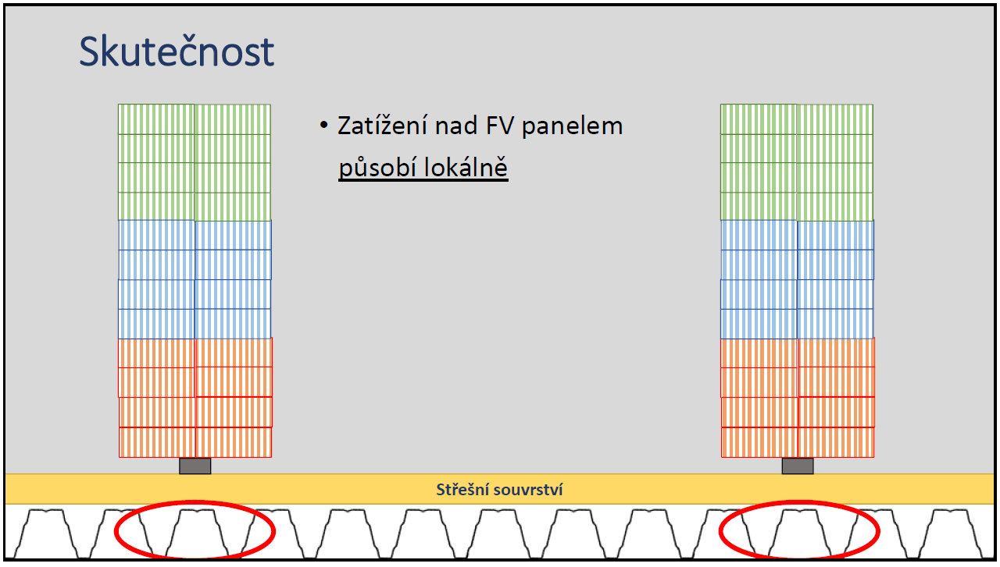 Skutečnost
• Zatížení nad FV panelem
působí lokálně
Střešní souvrství